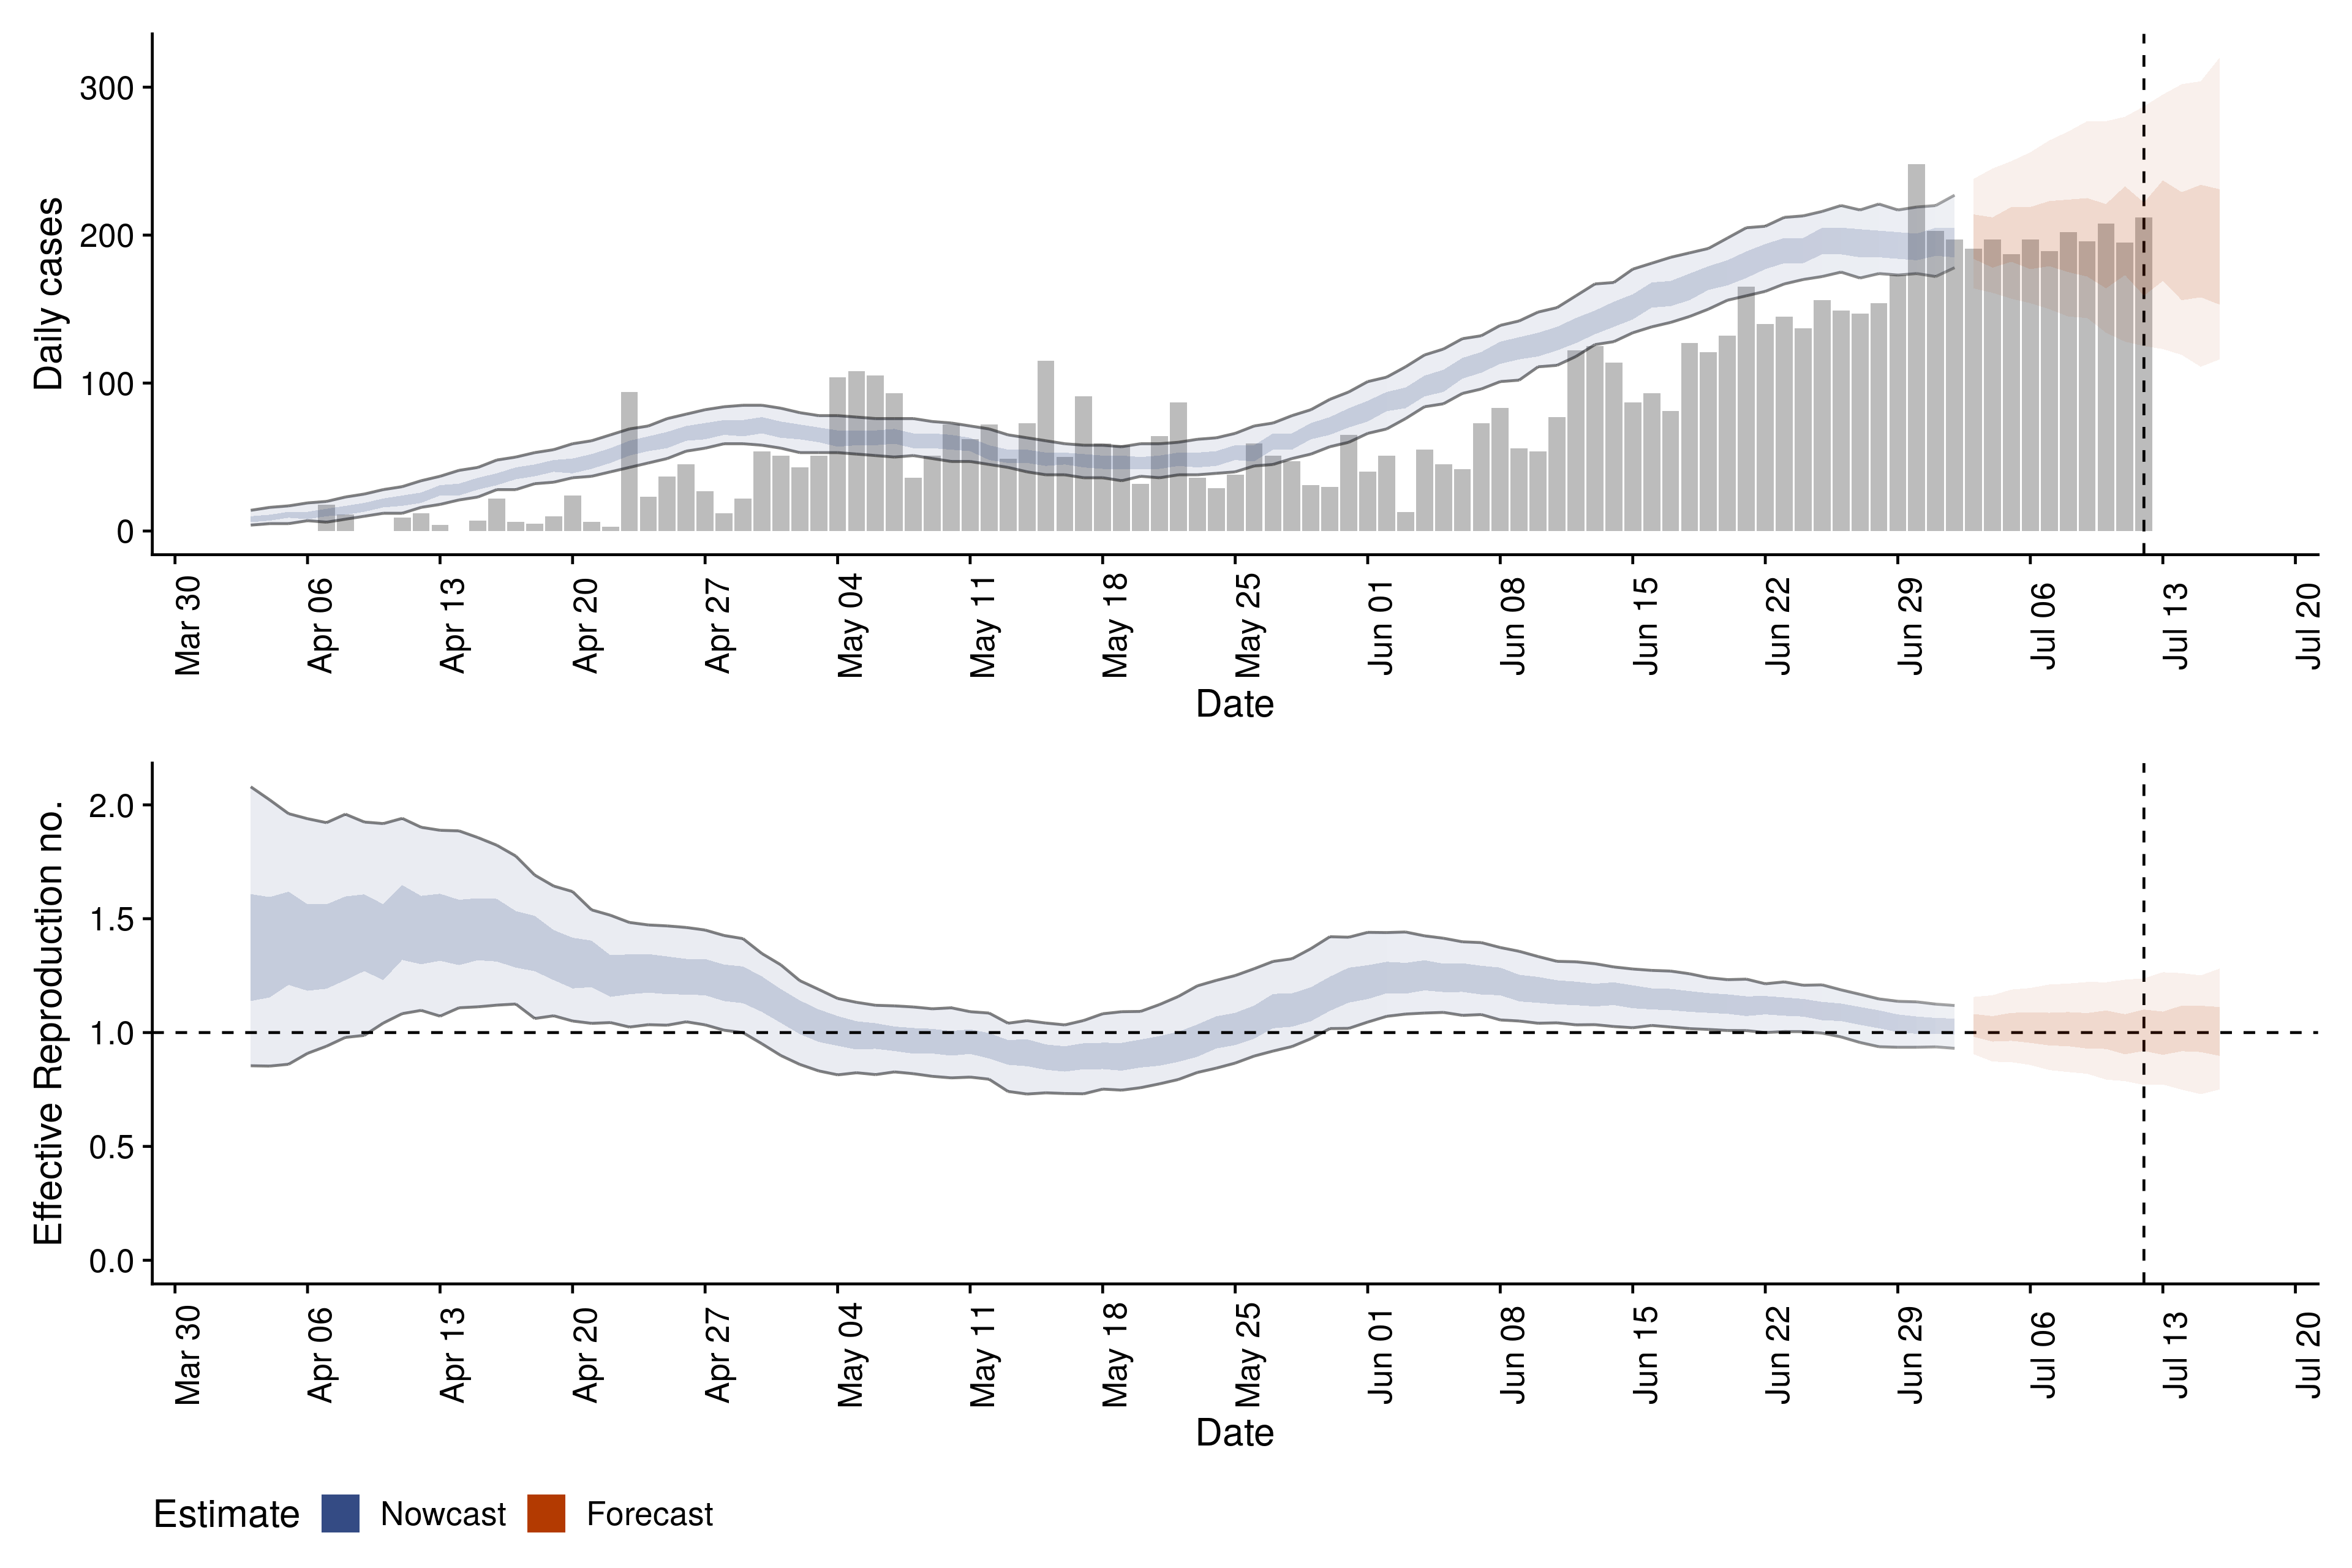 Daily cases
300
200
100
0
Mar 30
Apr 06
Apr 13
Apr 20
Apr 27
May 04
May 11
May 18
May 25
Jun 01
Jun 08
Jun 15
Jun 22
Jun 29
Jul 06
Jul 13
Jul 20
Date
Effective Reproduction no.
2.0
1.5
1.0
0.5
0.0
Mar 30
Apr 06
Apr 13
Apr 20
Apr 27
May 04
May 11
May 18
May 25
Jun 01
Jun 08
Jun 15
Jun 22
Jun 29
Jul 06
Jul 13
Jul 20
Date
Estimate Nowcast Forecast